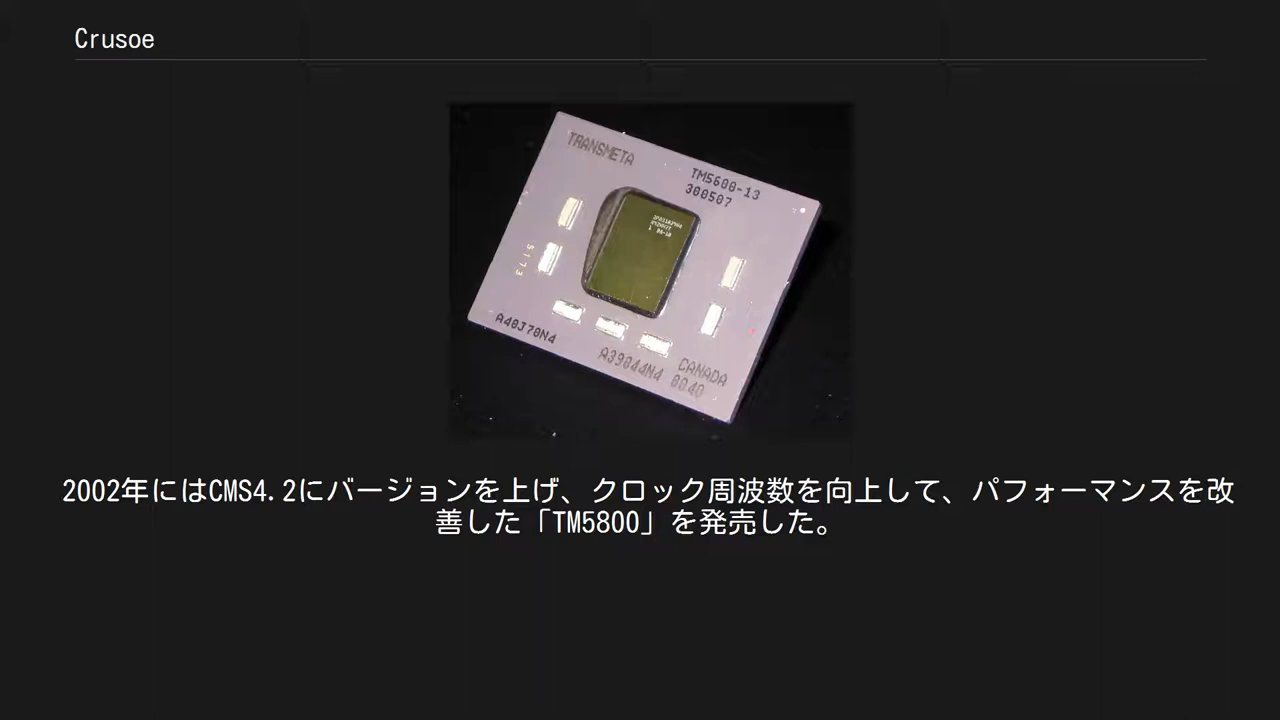 Crusoe
TRANSMETA
TM5600-13
300507
5173
A40J70N4
A39844N4
CANADA
0040
2002年にはCMS4.2にバージョンを上げ、クロック周波数を向上して、パフォーマンスを改
善した「TM5800」を発売した。